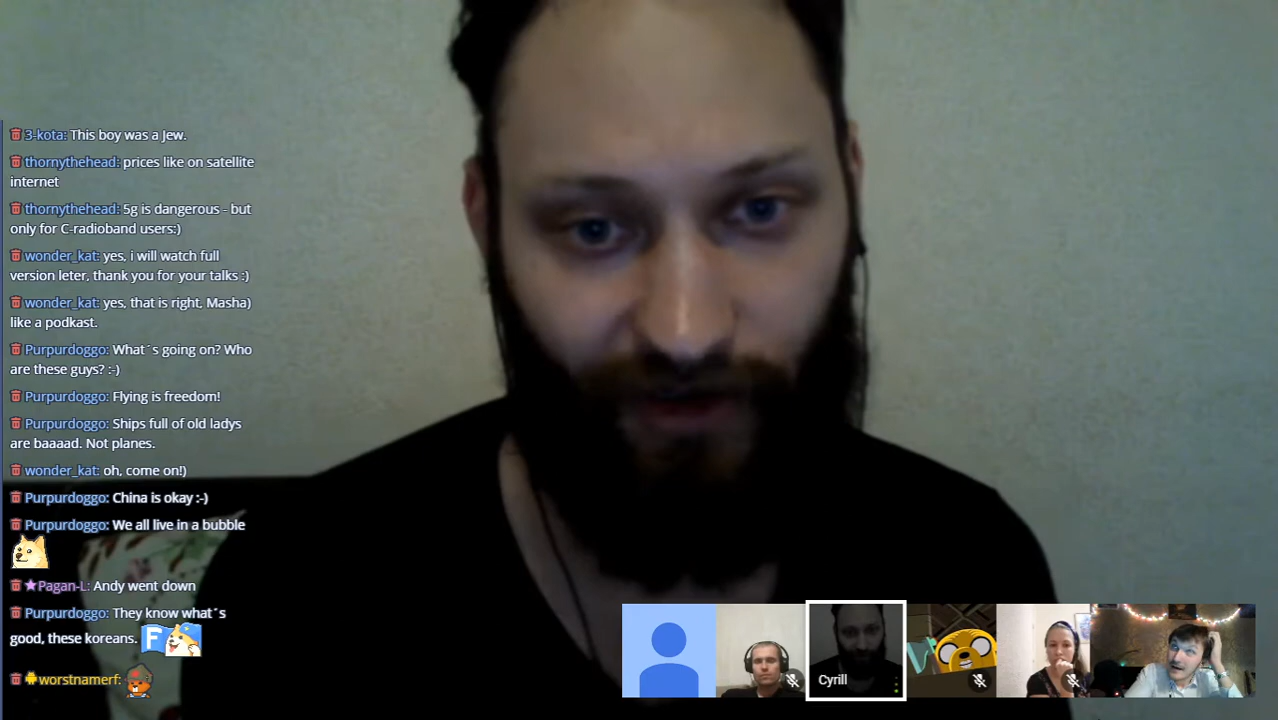 3-kota: This boy was a Jew.
thornythehead: prices like on satellite
internet
thornythehead: 5g is dangerous - but
only for C-radioband users:)
wonder_kat: yes, i will watch full
version leter, thank you for your talks :)
wonder_kat: yes, that is right, Masha)
like a podkast.
Purpurdoggo: What´s going on? Who
are these guys? :-)
Purpurdoggo: Flying is freedom!
Purpurdoggo: Ships full of old ladys
are baaaad. Not planes.
wonder_kat: oh, come on!)
Purpurdoggo: China is okay :-)
Purpurdoggo: We all live in a bubble
Pagan-L: Andy went down
Purpurdoggo: They know what´s
good, these koreans. F
worstnamerf:
Cyrill